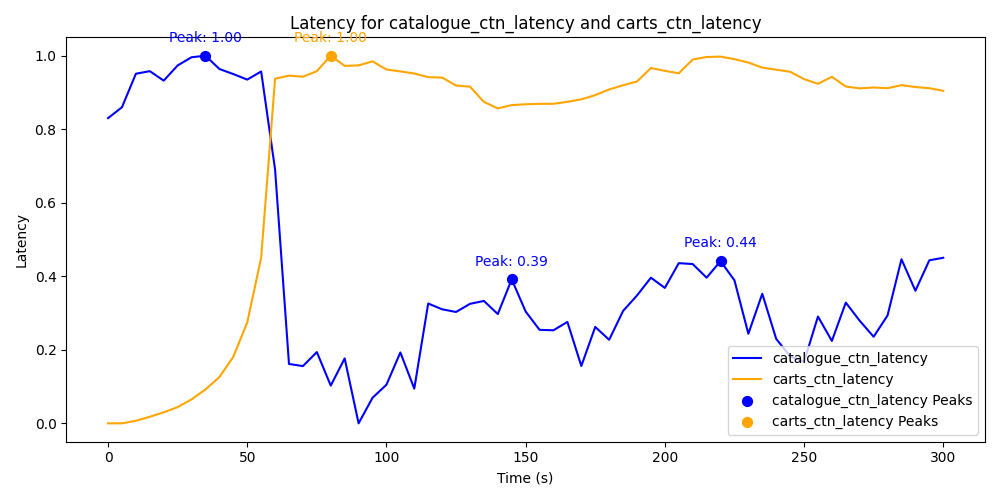 Latency for catalogue_ctn_latency and carts_ctn_latency
Peak: 1.00
Peak: 1.00
1.0
0.8
0.6
0.4
0.2
0.0
Latency
Peak: 0.39
Peak: 0.44
catalogue_ctn_latency
carts_ctn_latency
catalogue_ctn_latency Peaks
carts_ctn_latency Peaks
0
50
100
150
200
250
300
Time (s)